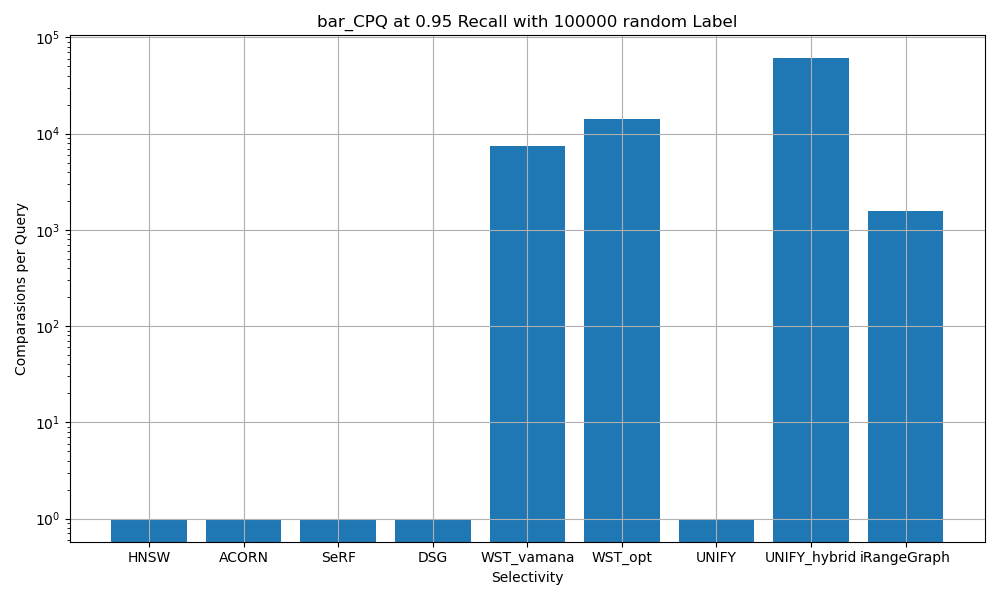 bar_CPQ at 0.95 Recall with 100000 random Label
10^5
10^4
10^3
10^2
10^1
10^0
Comparasions per Query
HNSW ACORN SeRF DSG WST_vamana WST_opt UNIFY UNIFY_hybrid iRangeGraph
Selectivity